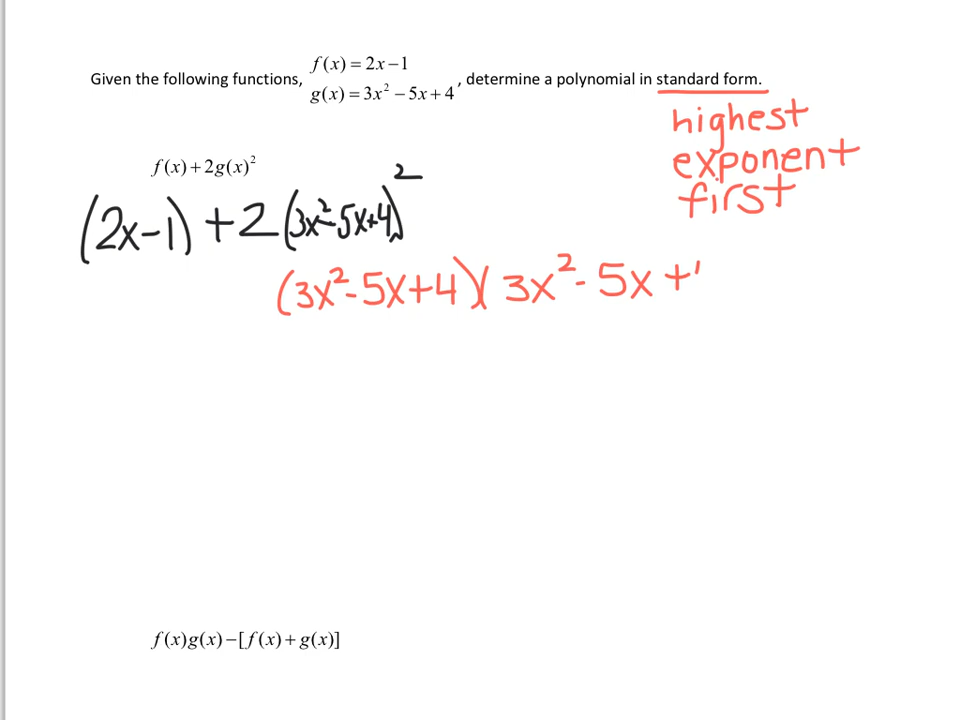 f(x) = 2x − 1
Given the following functions, , determine a polynomial in standard form.
g(x) = 3x² − 5x + 4
highest
exponent
first
f(x) + 2g(x)²
(2x-1) + 2(3x²-5x+4)²
(3x²-5x+4)(3x²-5x+
f(x)g(x) − [f(x) + g(x)]